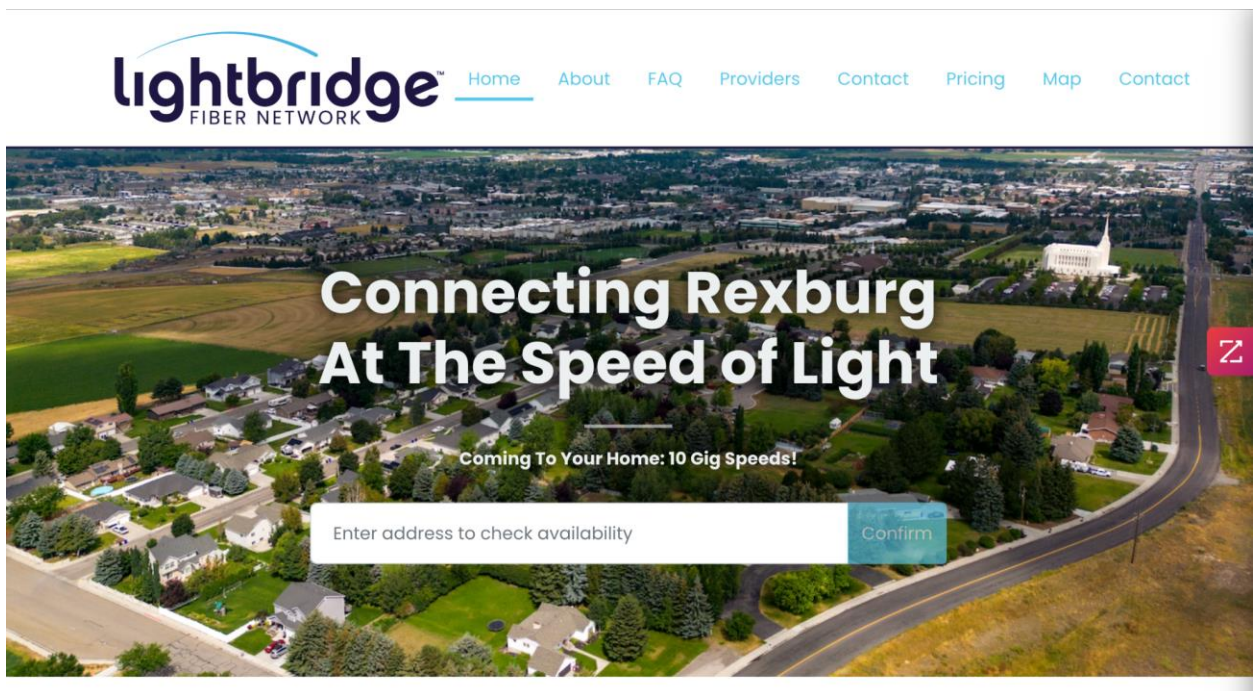 lightbridge™
FIBER NETWORK
Home About FAQ Providers Contact Pricing Map Contact
Connecting Rexburg
At The Speed of Light
Coming To Your Home: 10 Gig Speeds!
Enter address to check availability Confirm